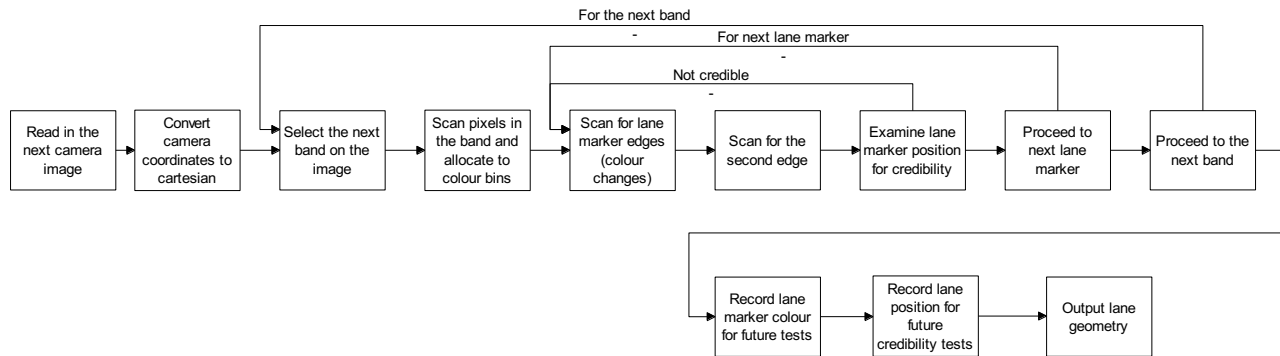 For the next band
-
For next lane marker
-
Not credible
-
Read in the
next camera
image
Convert
camera
coordinates to
cartesian
Select the next
band on the
image
Scan pixels in
the band and
allocate to
colour bins
Scan for lane
marker edges
(colour
changes)
Scan for the
second edge
Examine lane
marker position
for credibility
Proceed to
next lane
marker
Proceed to the
next band
Record lane
marker colour
for future tests
Record lane
position for
future
credibility tests
Output lane
geometry